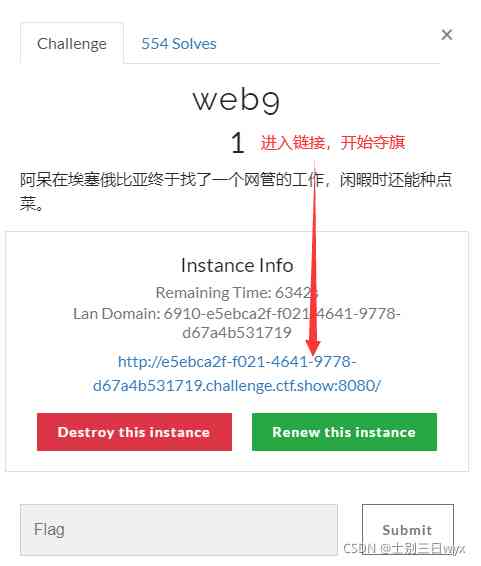 Challenge
554 Solves
×
web9
1
进入链接，开始夺旗
阿呆在埃塞俄比亚终于找了一个网管的工作，闲暇时还能种点
菜。
Instance Info
Remaining Time: 6342s
Lan Domain: 6910-e5ebca2f-f021-4641-9778-
d67a4b531719
http://e5ebca2f-f021-4641-9778-
d67a4b531719.challenge.ctf.show:8080/
Destroy this instance
Renew this instance
Flag
Submit
CSDN @士别三日wyx